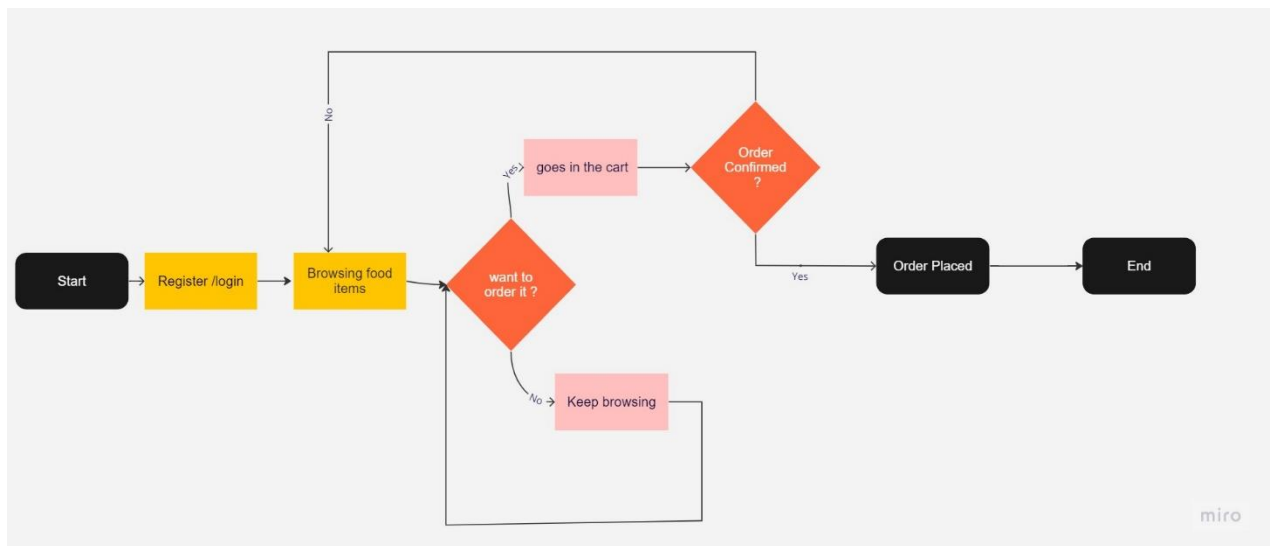 Start
Register /login
Browsing food
items
want to
order it ?
Yes
goes in the cart
No
Keep browsing
Order
Confirmed
?
No
Yes
Order Placed
End
miro